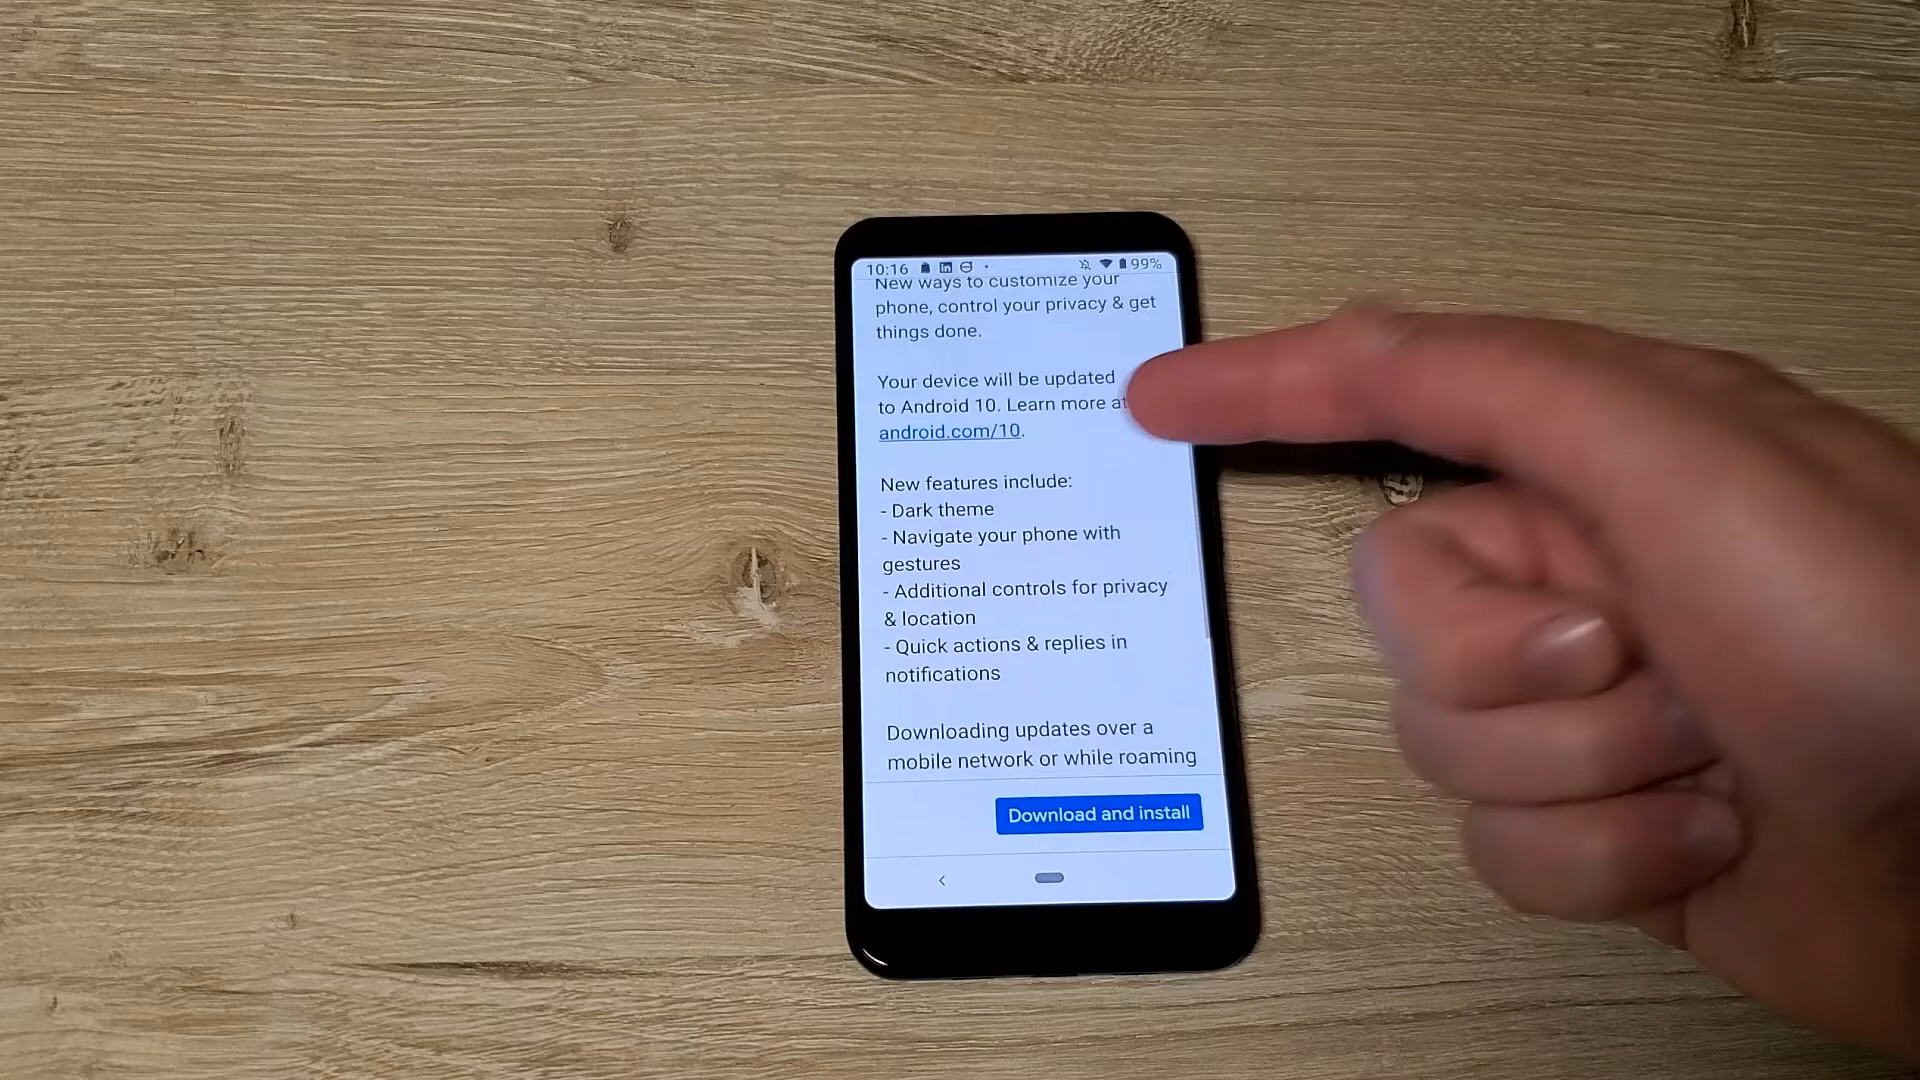 10:16
99%
New ways to customize your
phone, control your privacy & get
things done.
Your device will be updated
to Android 10. Learn more at
android.com/10.
New features include:
- Dark theme
- Navigate your phone with
gestures
- Additional controls for privacy
& location
- Quick actions & replies in
notifications
Downloading updates over a
mobile network or while roaming
Download and install